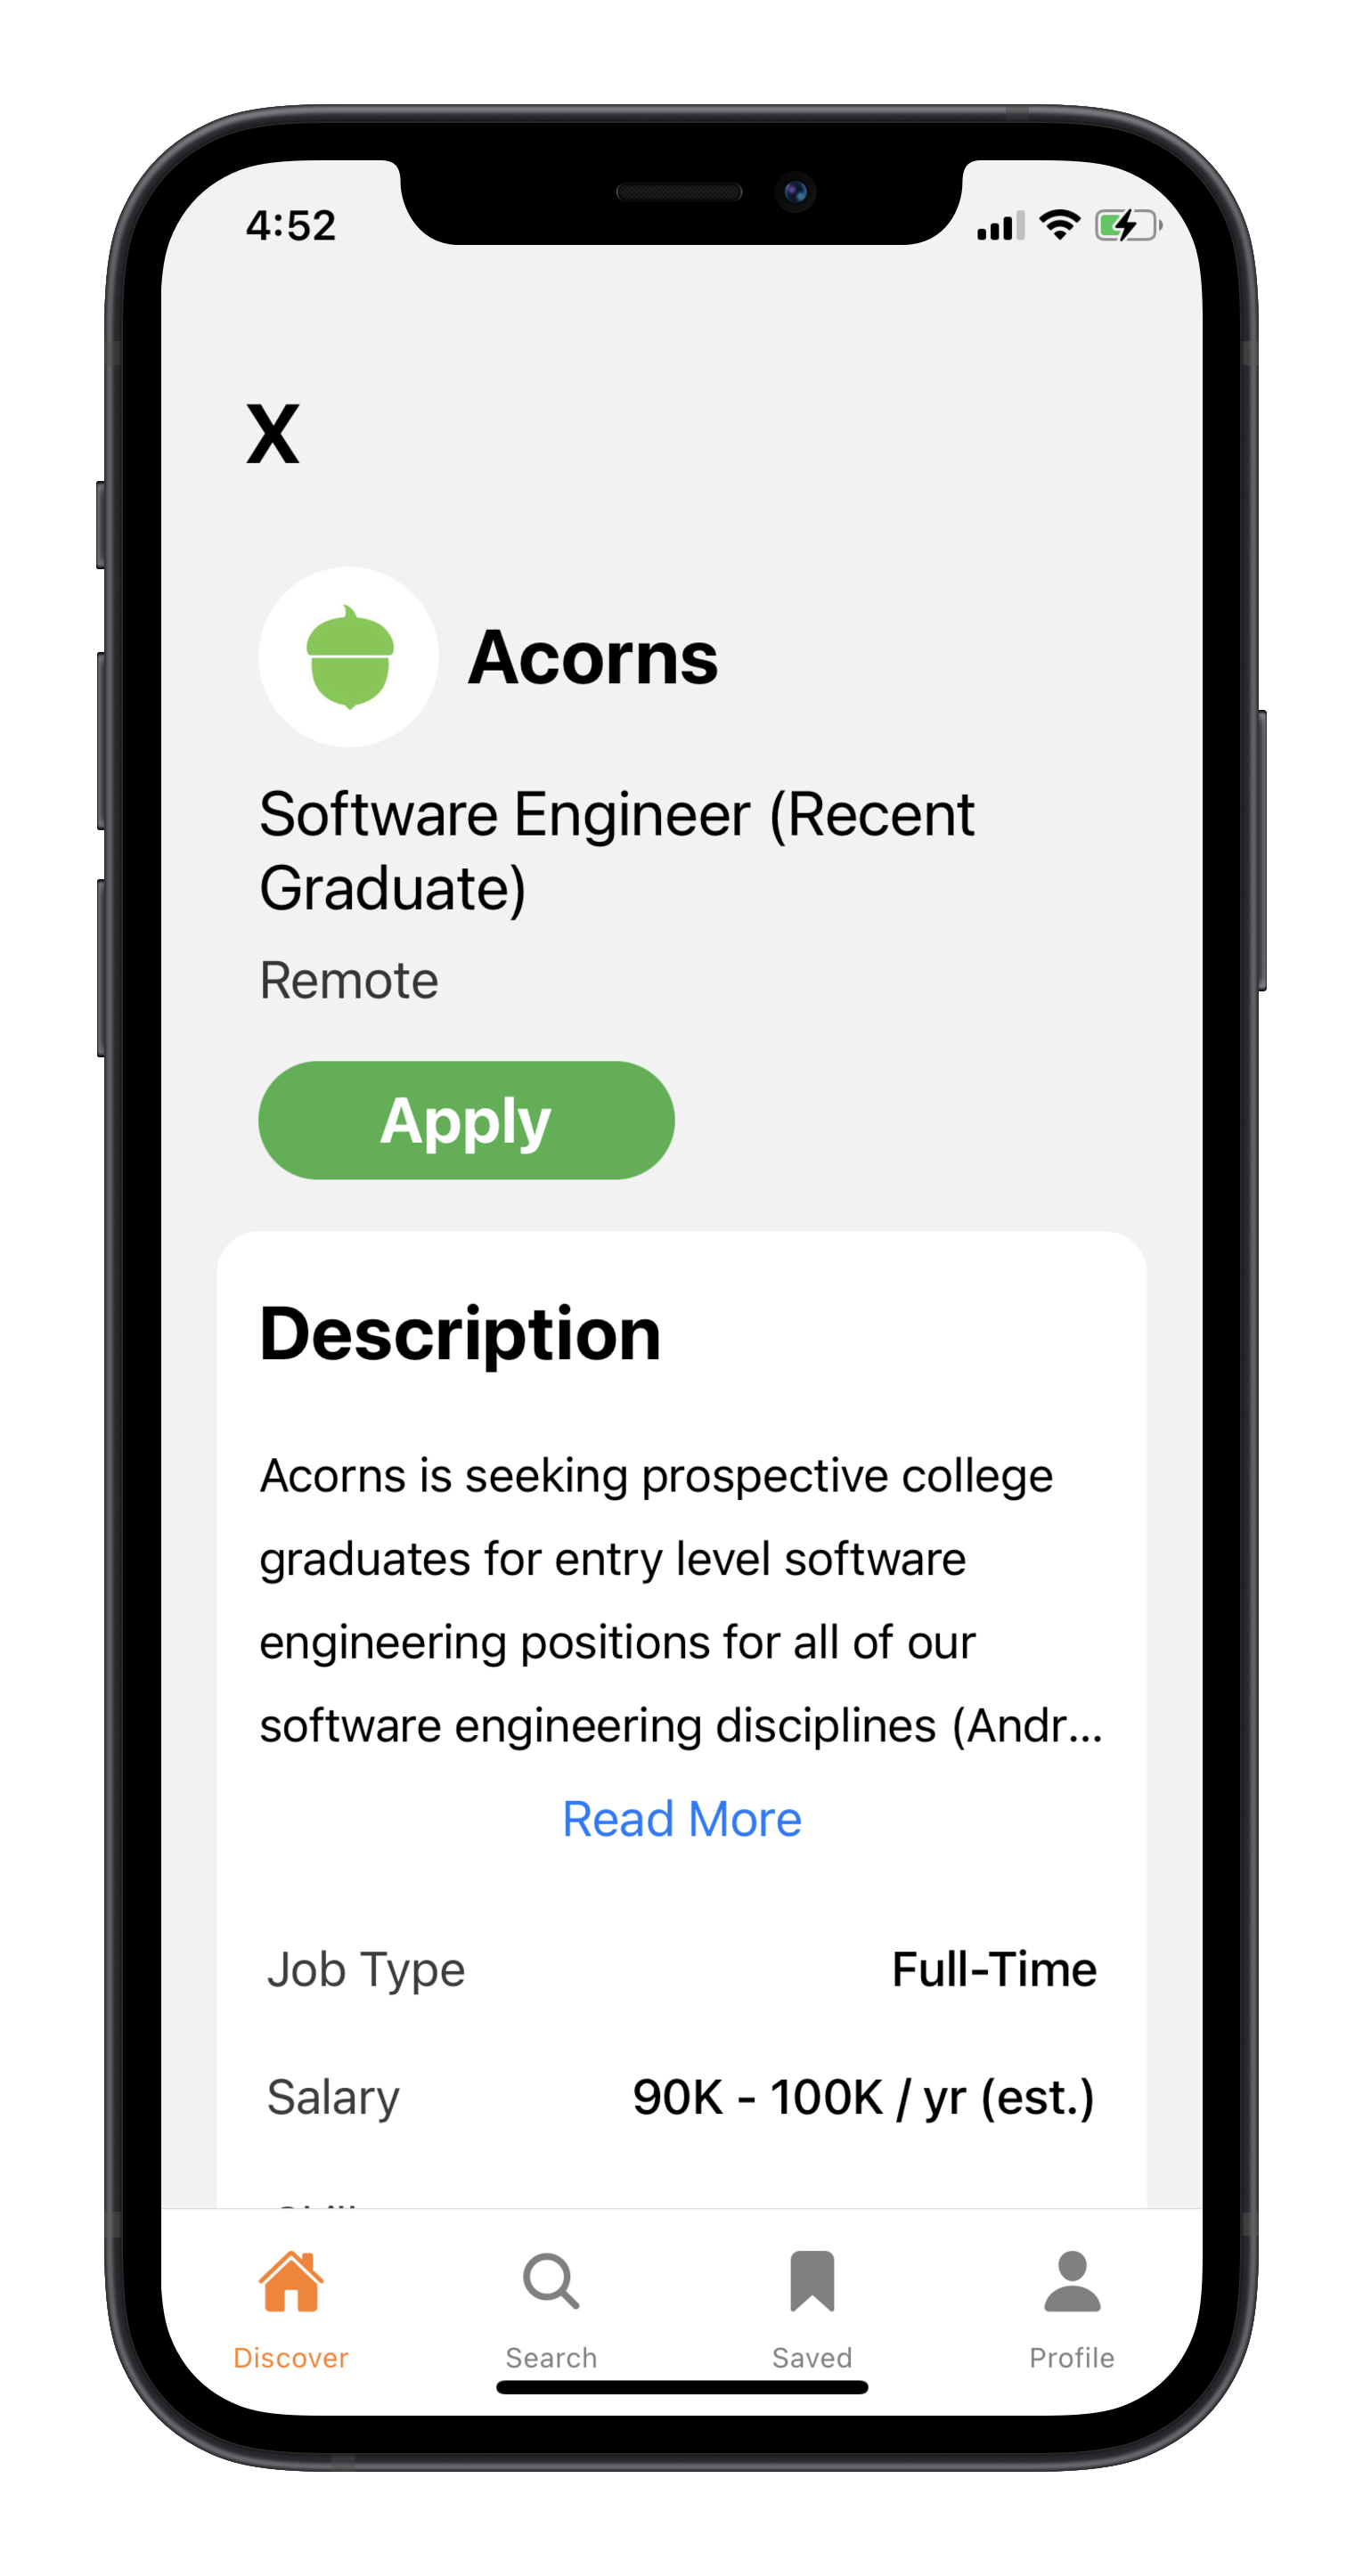 4:52
X
Acorns
Software Engineer (Recent
Graduate)
Remote
Apply
Description
Acorns is seeking prospective college
graduates for entry level software
engineering positions for all of our
software engineering disciplines (Andr...
Read More
Job Type Full-Time
Salary 90K - 100K / yr (est.)
Discover Search Saved Profile